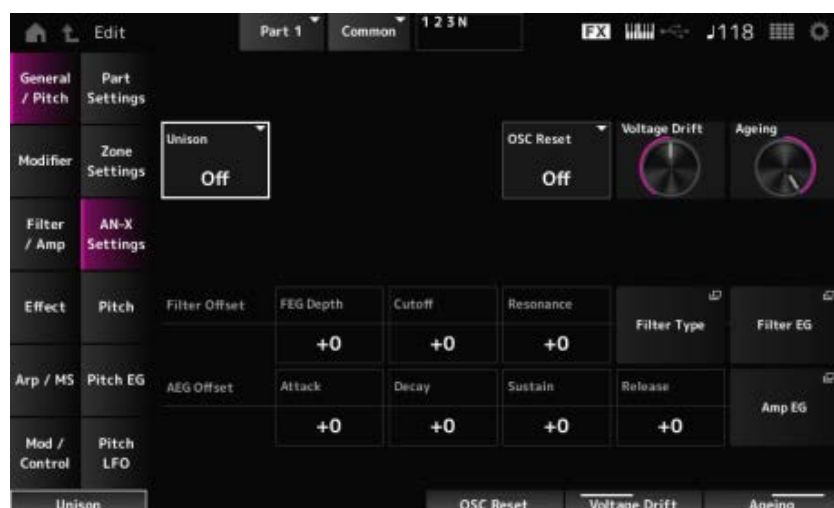 Edit Part 1 Common 1 2 3 N FX ♩118
General / Pitch
Part Settings
Modifier
Zone Settings
Unison
Off
OSC Reset
Off
Voltage Drift
Ageing
Filter / Amp
AN-X Settings
Effect
Pitch
Filter Offset
FEG Depth
+0
Cutoff
+0
Resonance
+0
Filter Type
Filter EG
Arp / MS
Pitch EG
AEG Offset
Attack
+0
Decay
+0
Sustain
+0
Release
+0
Amp EG
Mod / Control
Pitch LFO
Unison OSC Reset Voltage Drift Ageing